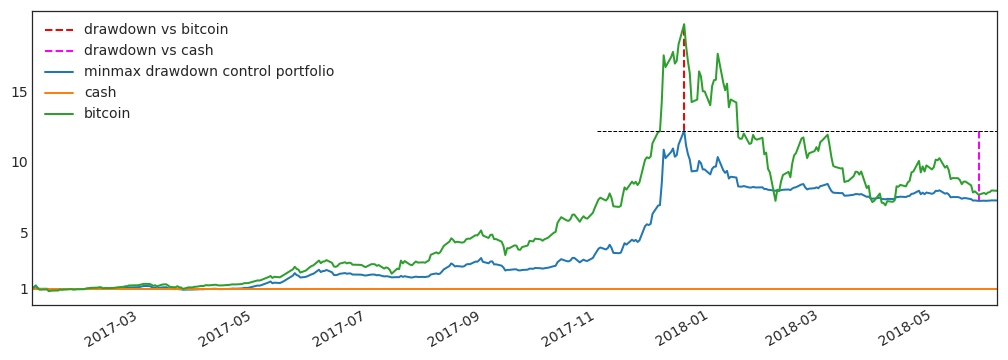 drawdown vs bitcoin
drawdown vs cash
minmax drawdown control portfolio
cash
bitcoin
15
10
5
1
2017-03
2017-05
2017-07
2017-09
2017-11
2018-01
2018-03
2018-05